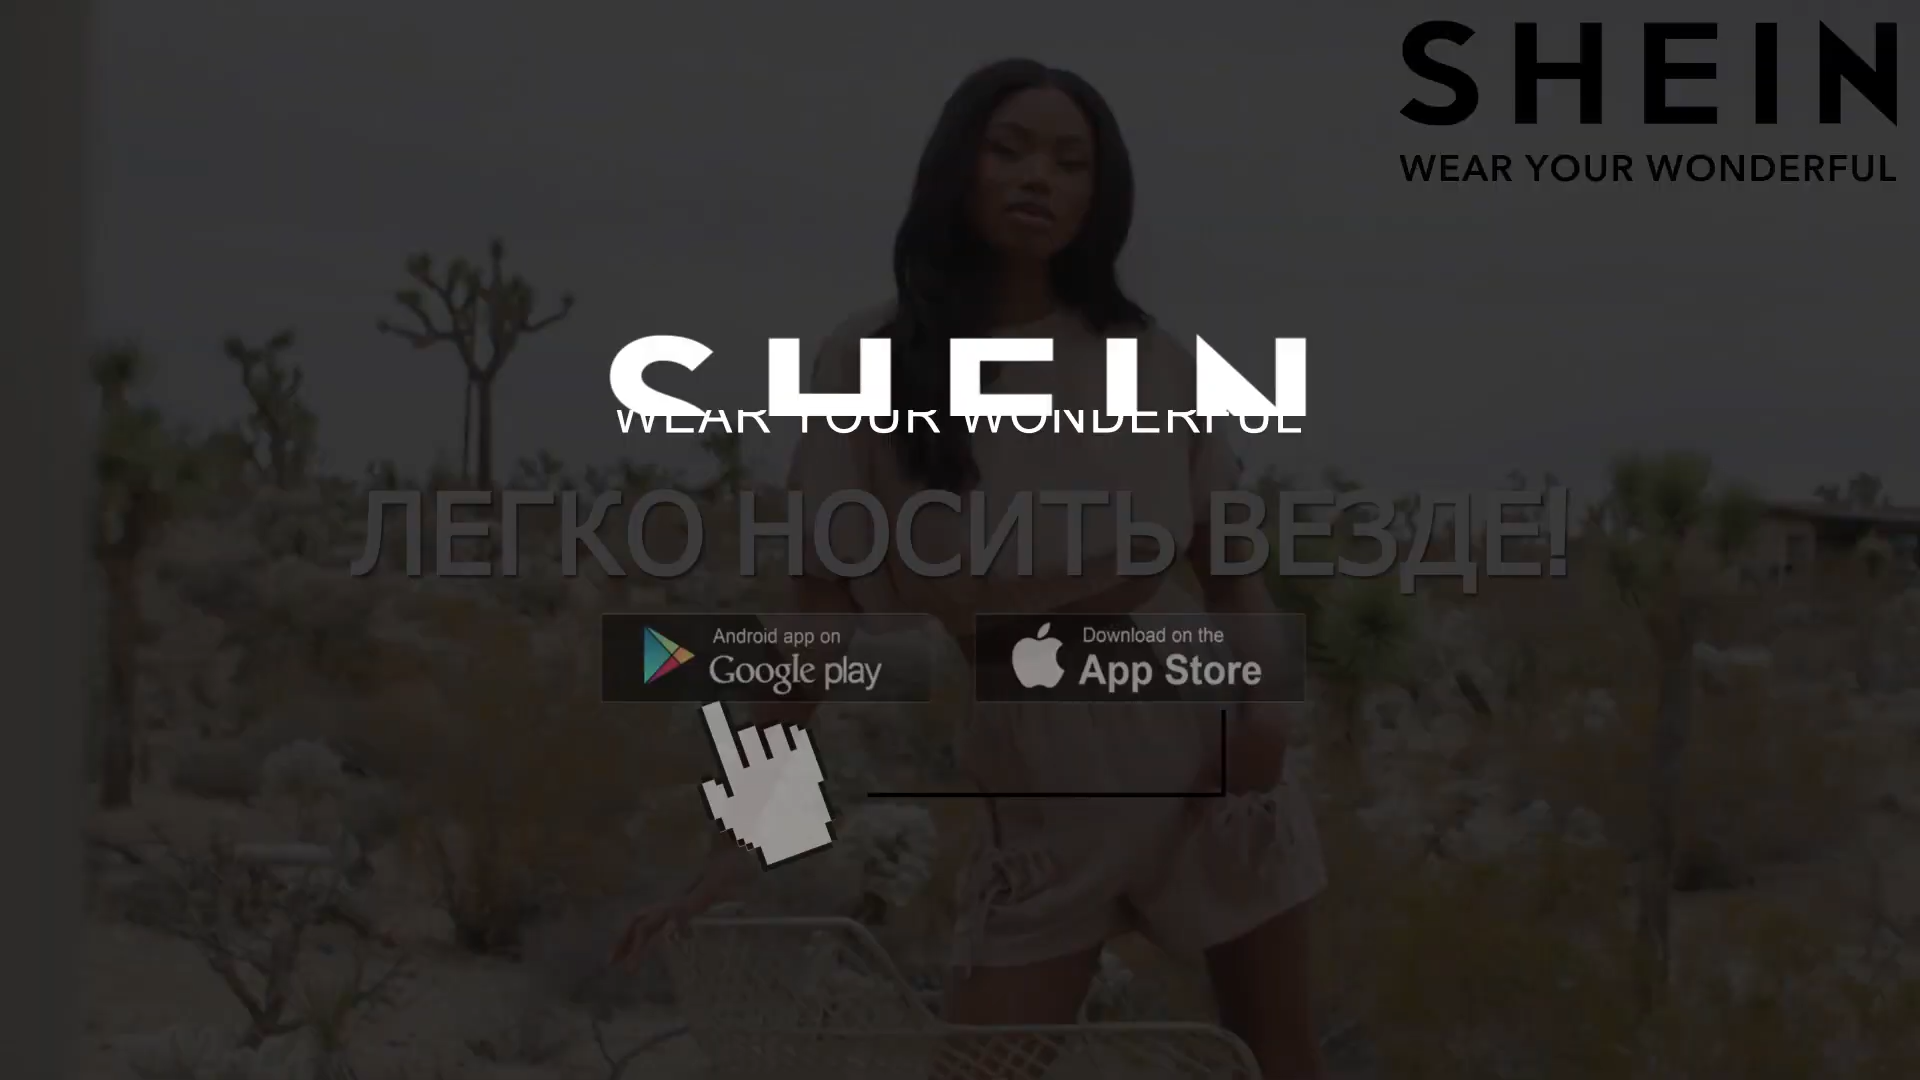 SHEIN
WEAR YOUR WONDERFUL
SHEIN
WEAR YOUR WONDERFUL
ЛЕГКО НОСИТЬ ВЕЗДЕ!
Android app on
Google play
Download on the
App Store